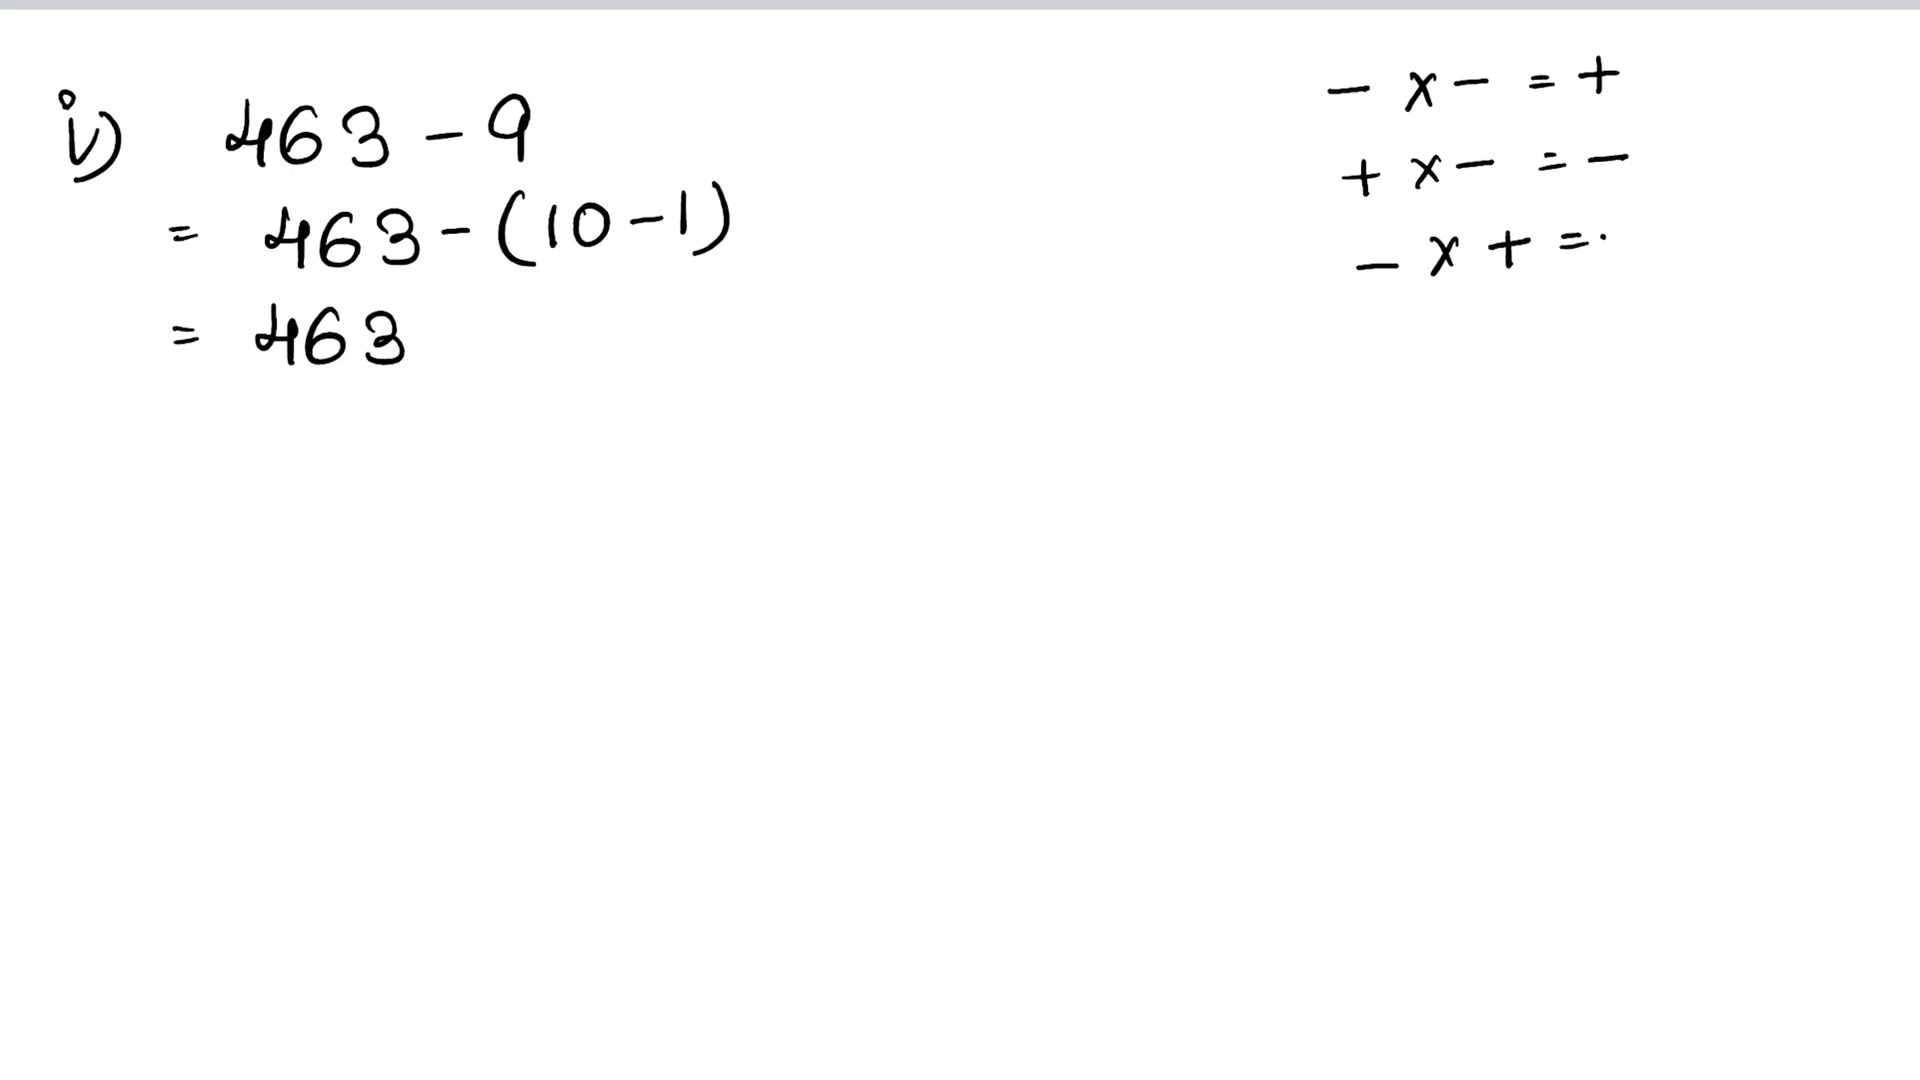 i) 463 - 9
= 463 - (10 - 1)
= 463
- x - = +
+ x - = -
- x + = .